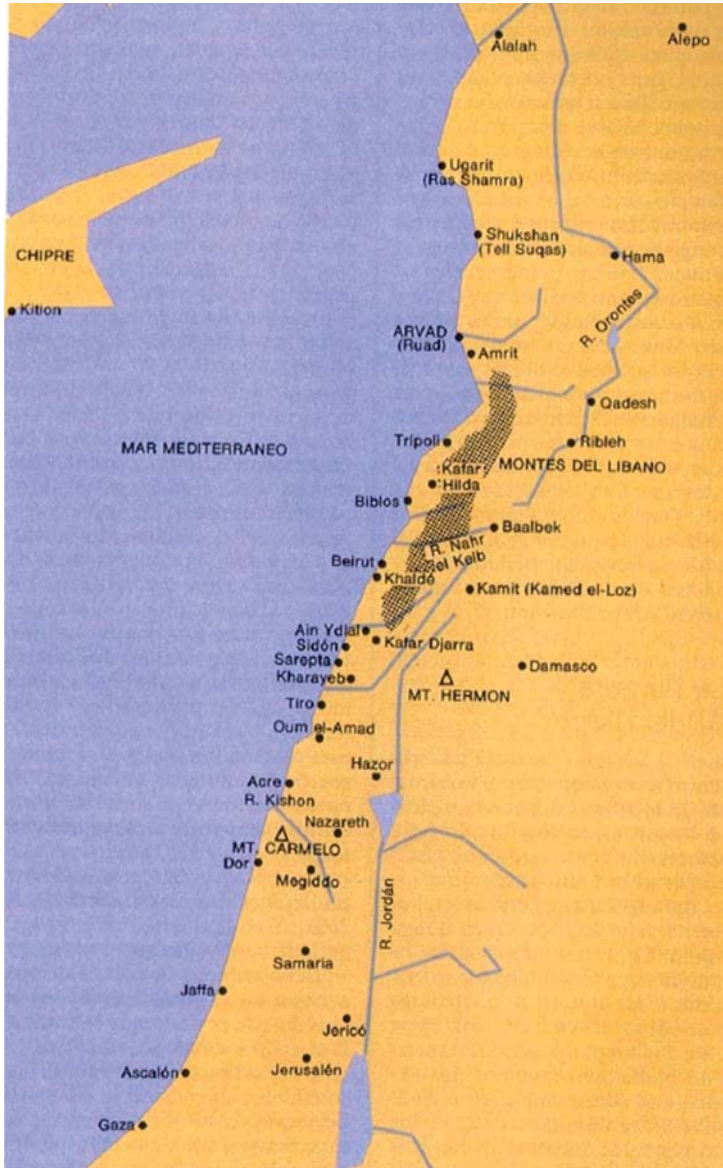 Alalah
Alepo
Ugarit
(Ras Shamra)
CHIPRE
Shukshan
(Tell Suqas)
Hama
Kition
R. Orontes
ARVAD
(Ruad)
Amrit
Qadesh
MAR MEDITERRANEO
Trípoli
Ribleh
Kafar
Hilda
MONTES DEL LIBANO
Biblos
Baalbek
R. Nahr
el Kelb
Beirut
Khaldé
Kamit (Kamed el-Loz)
Ain Ydlal
Sidón
Kafar Djarra
Sarepta
Kharayeb
Damasco
MT. HERMON
Tiro
Oum el-Amad
Hazor
Acre
R. Kishon
Nazareth
MT. CARMELO
Dor
Megiddo
R. Jordán
Samaria
Jaffa
Jericó
Jerusalén
Ascalón
Gaza